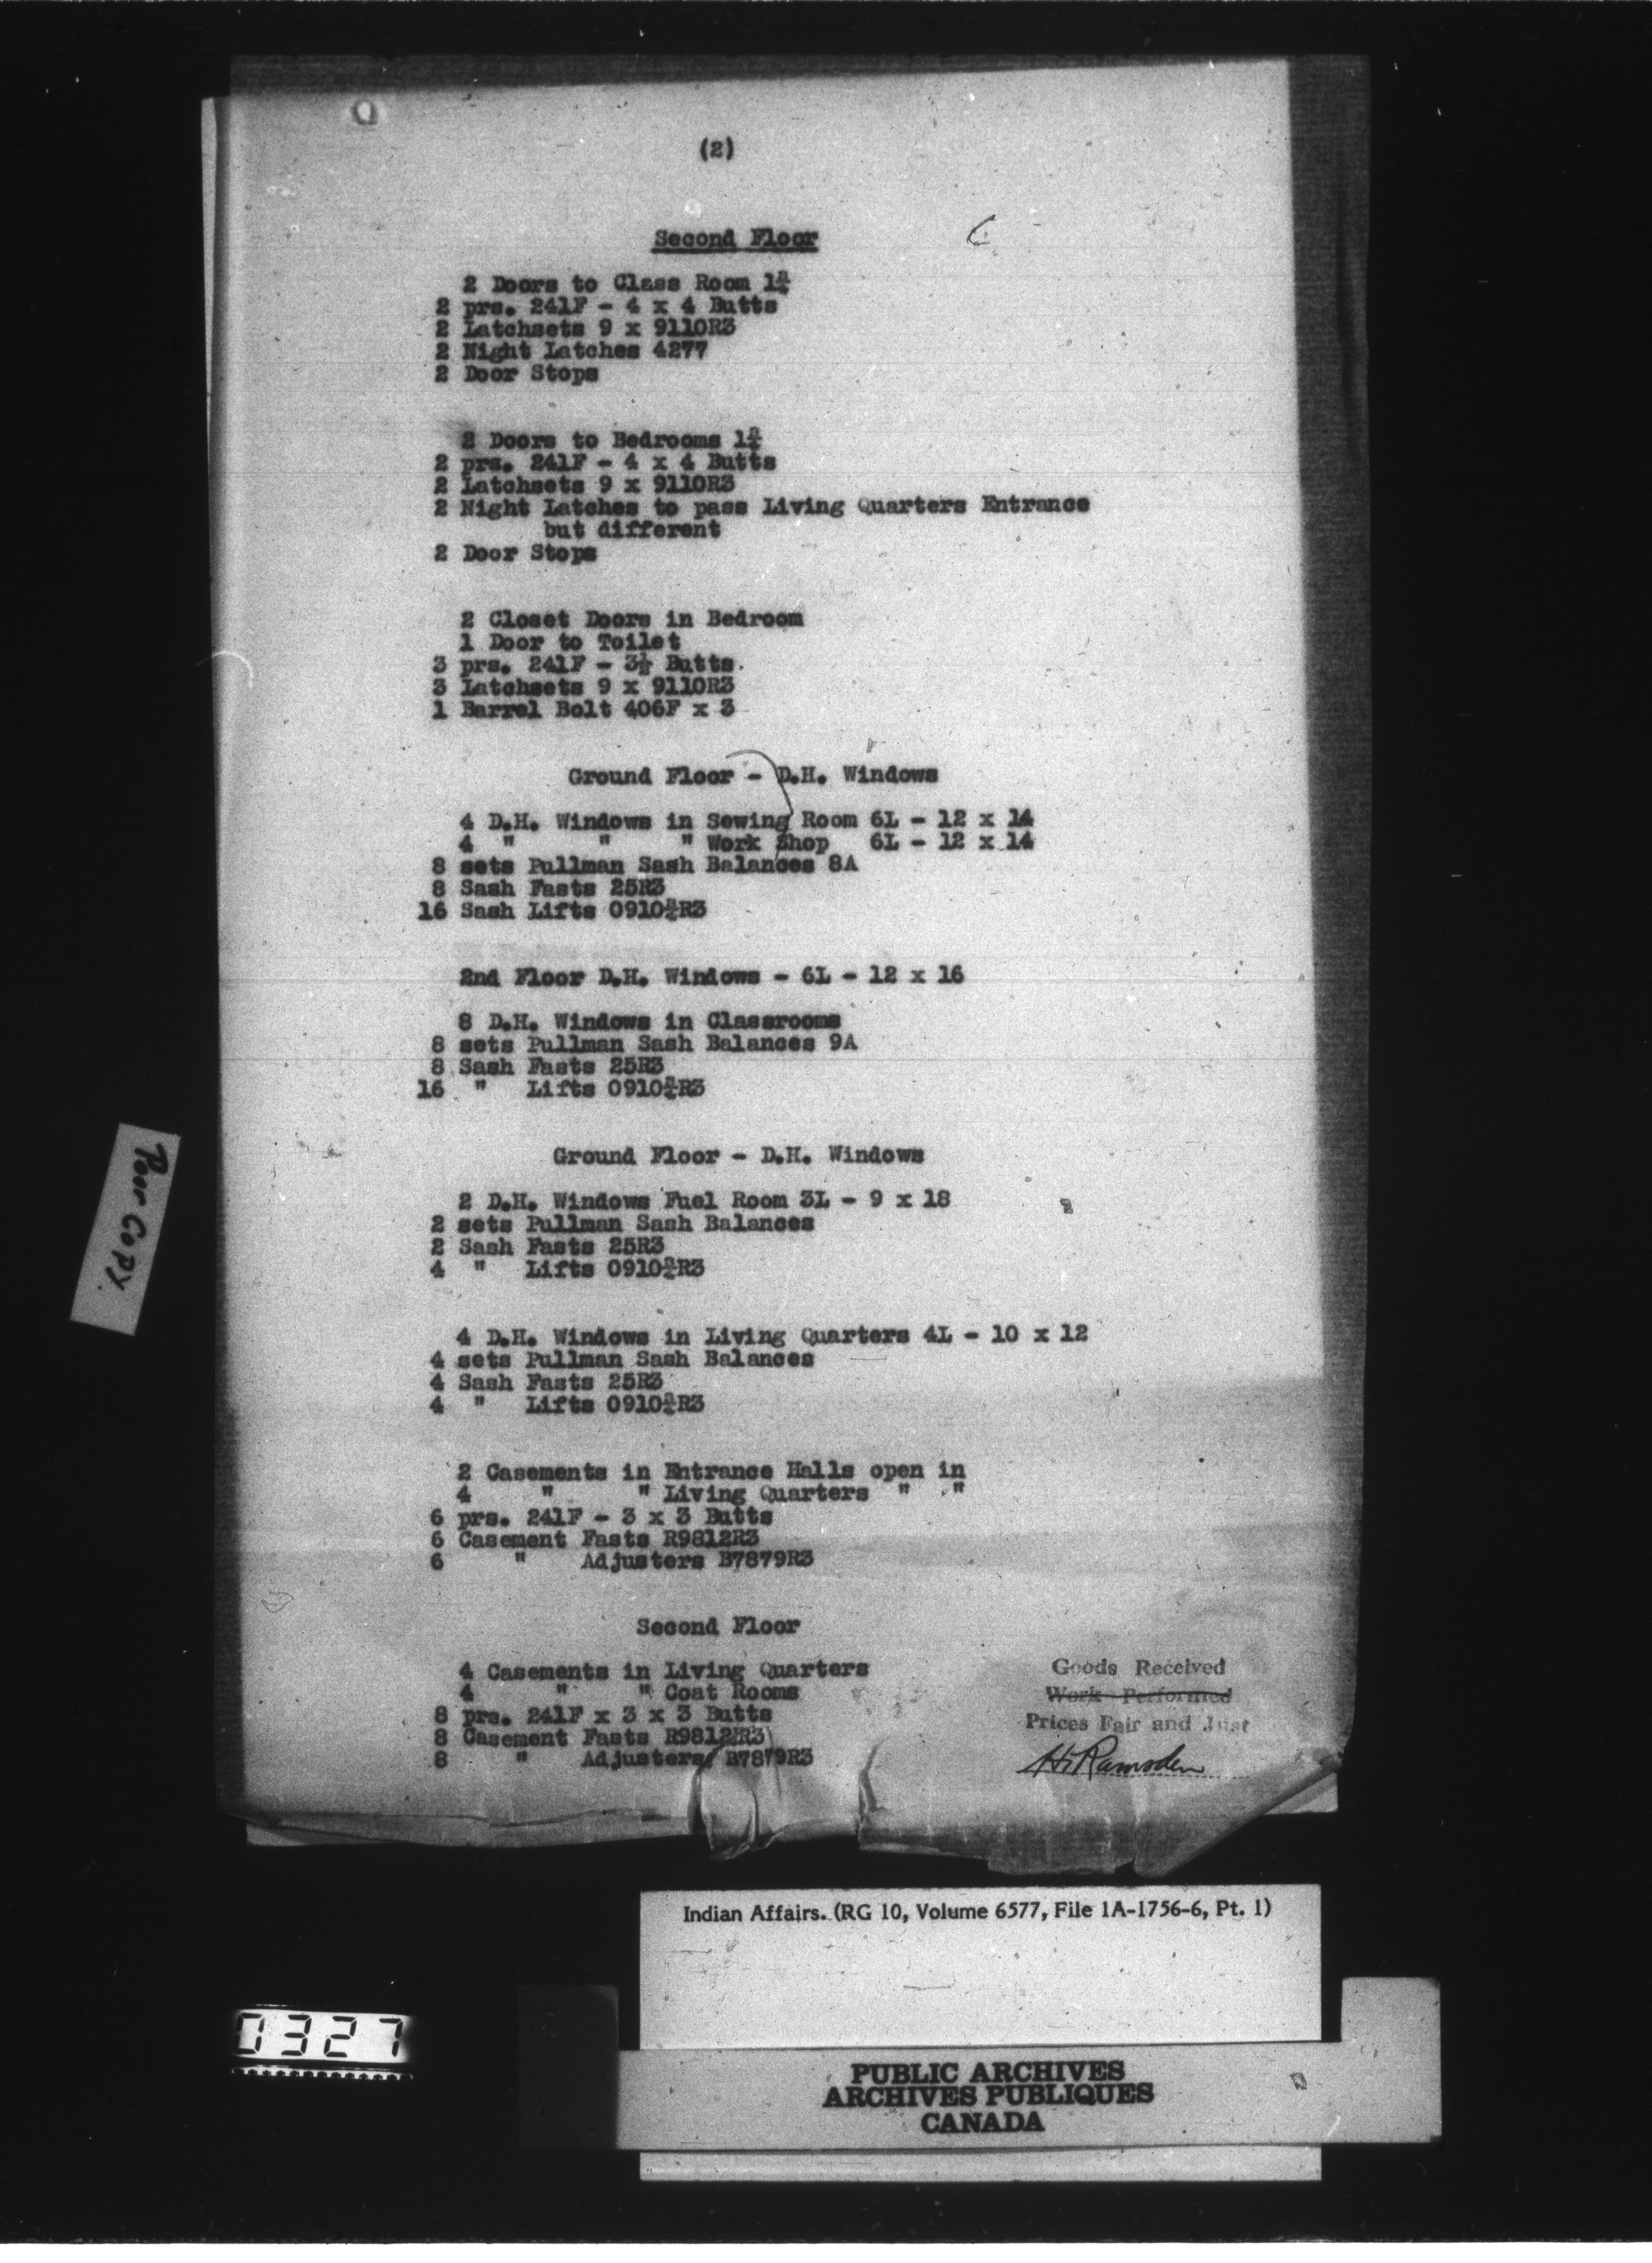 (2)
Second Floor
2 Doors to Class Room 1¾
2 prs. 241F - 4 x 4 Butts
2 Latchsets 9 x 9110R3
2 Night Latches 4277
2 Door Stops
2 Doors to Bedrooms 1¾
2 prs. 241F - 4 x 4 Butts
2 Latchsets 9 x 9110R3
2 Night Latches to pass Living Quarters Entrance
but different
2 Door Stops
2 Closet Doors in Bedroom
1 Door to Toilet
3 prs. 241F - 3½ Butts.
3 Latchsets 9 x 9110R3
1 Barrel Bolt 406F x 3
Ground Floor - D.H. Windows
4 D.H. Windows in Sewing Room 6L - 12 x 14
4 " " " Work Shop 6L - 12 x 14
8 sets Pullman Sash Balances 8A
8 Sash Fasts 25R3
16 Sash Lifts 0910¾R3
2nd Floor D.H. Windows - 6L - 12 x 16
8 D.H. Windows in Classrooms
8 sets Pullman Sash Balances 9A
8 Sash Fasts 25R3
16 " Lifts 0910¾R3
Ground Floor - D.H. Windows
2 D.H. Windows Fuel Room 3L - 9 x 18
2 sets Pullman Sash Balances
2 Sash Fasts 25R3
4 " Lifts 0910¾R3
4 D.H. Windows in Living Quarters 4L - 10 x 12
4 sets Pullman Sash Balances
4 Sash Fasts 25R3
4 " Lifts 0910¾R3
2 Casements in Entrance Halls open in
4 " " Living Quarters " "
6 prs. 241F - 3 x 3 Butts
6 Casement Fasts R9812R3
6 " Adjusters B7879R3
Second Floor
4 Casements in Living Quarters
4 " " Coat Rooms
8 prs. 241F x 3 x 3 Butts
8 Casement Fasts R9812R3
8 " Adjusters B7879R3
Goods Received
Work Performed
Prices Fair and Just
H. Ramsden
Poor Copy.
Indian Affairs. (RG 10, Volume 6577, File 1A-1756-6, Pt. 1)
0327
PUBLIC ARCHIVES
ARCHIVES PUBLIQUES
CANADA